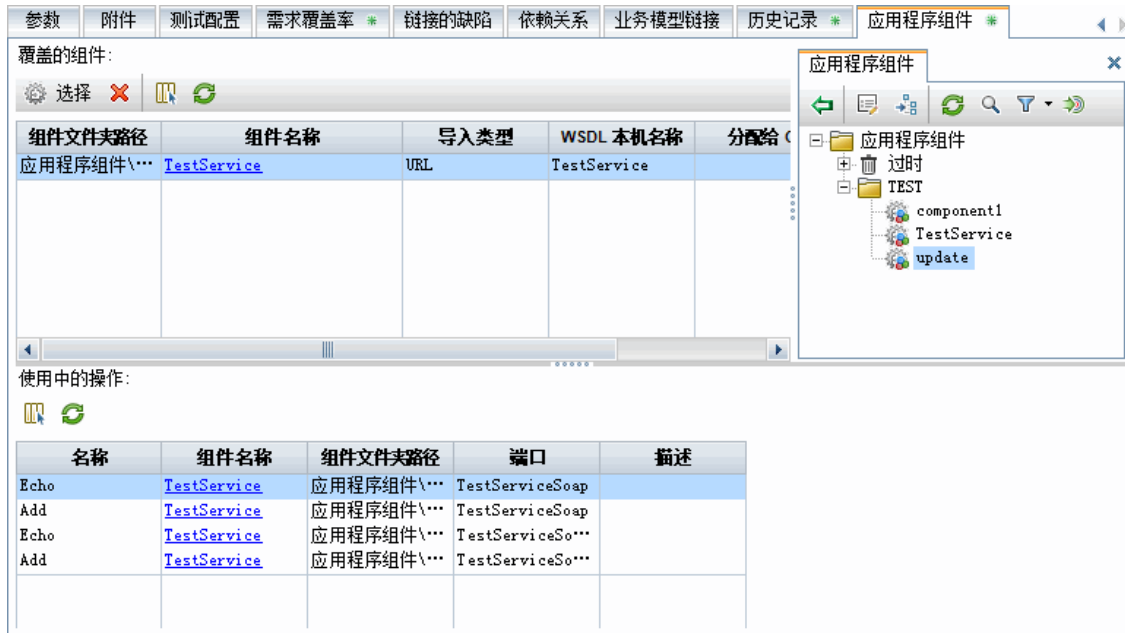 参数 附件 测试配置 需求覆盖率 * 链接的缺陷 依赖关系 业务模型链接 历史记录 * 应用程序组件 *
覆盖的组件:
选择
组件文件夹路径 组件名称 导入类型 WSDL 本机名称 分配给
应用程序组件\… TestService URL TestService
应用程序组件
应用程序组件
过时
TEST
component1
TestService
update
使用中的操作:
名称 组件名称 组件文件夹路径 端口 描述
Echo TestService 应用程序组件\… TestServiceSoap
Add TestService 应用程序组件\… TestServiceSoap
Echo TestService 应用程序组件\… TestServiceSo…
Add TestService 应用程序组件\… TestServiceSo…